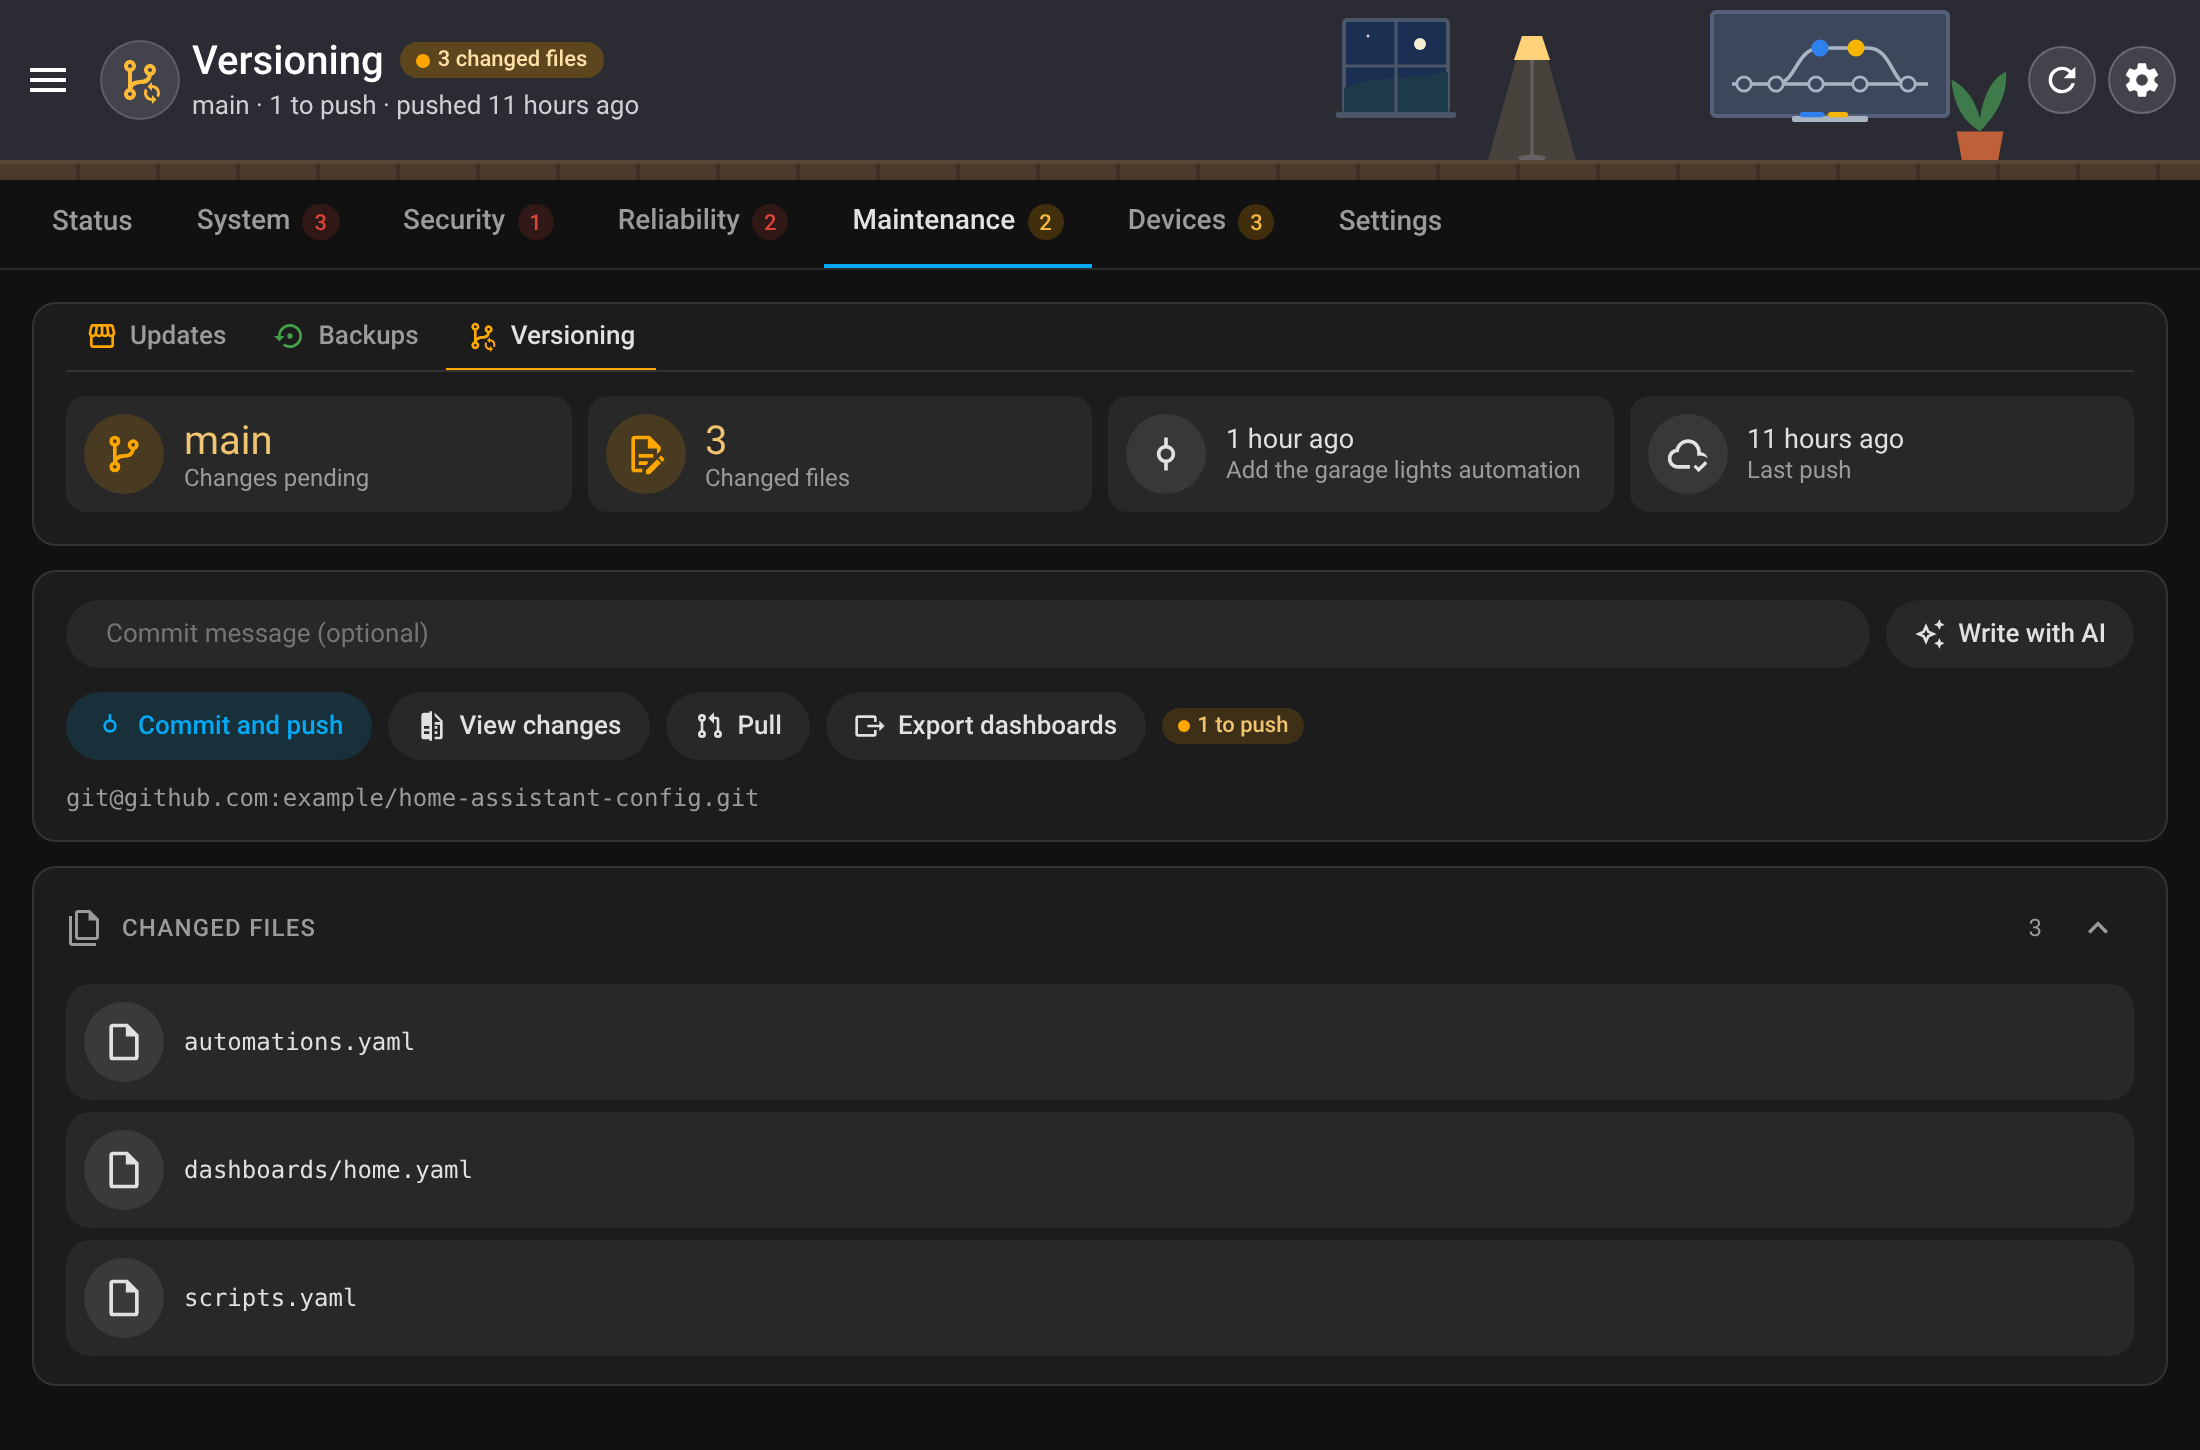 Versioning
3 changed files
main · 1 to push · pushed 11 hours ago
Status
System 3
Security 1
Reliability 2
Maintenance 2
Devices 3
Settings
Updates
Backups
Versioning
main
Changes pending
3
Changed files
1 hour ago
Add the garage lights automation
11 hours ago
Last push
Commit message (optional)
Write with AI
Commit and push
View changes
Pull
Export dashboards
1 to push
git@github.com:example/home-assistant-config.git
CHANGED FILES
3
automations.yaml
dashboards/home.yaml
scripts.yaml